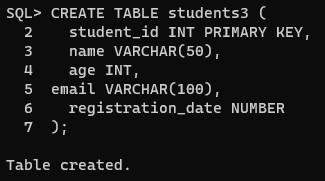 SQL> CREATE TABLE students3 (
  2    student_id INT PRIMARY KEY,
  3    name VARCHAR(50),
  4    age INT,
  5  email VARCHAR(100),
  6    registration_date NUMBER
  7  );
Table created.